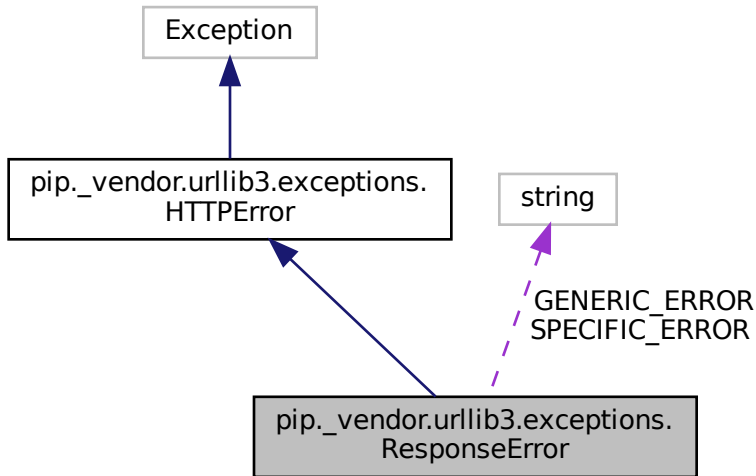 Exception
pip._vendor.urllib3.exceptions.
HTTPError
string
GENERIC_ERROR
SPECIFIC_ERROR
pip._vendor.urllib3.exceptions.
ResponseError